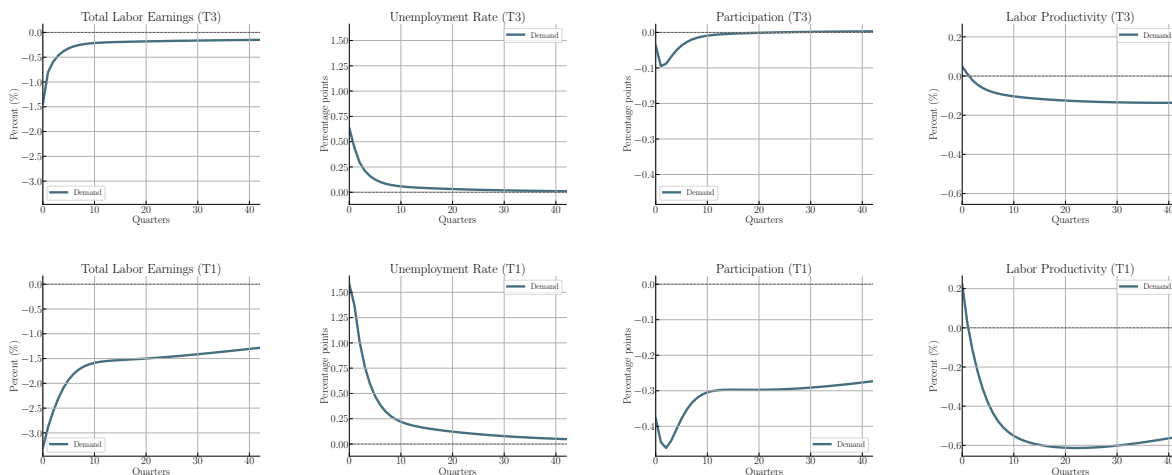 Total Labor Earnings (T3)
Percent (%)
0.0
−0.5
−1.0
−1.5
−2.0
−2.5
−3.0
Demand
0 10 20 30 40
Quarters
Unemployment Rate (T3)
Percentage points
1.50
1.25
1.00
0.75
0.50
0.25
0.00
Demand
0 10 20 30 40
Quarters
Participation (T3)
Percentage points
0.0
−0.1
−0.2
−0.3
−0.4
Demand
0 10 20 30 40
Quarters
Labor Productivity (T3)
Percent (%)
0.2
0.0
−0.2
−0.4
−0.6
Demand
0 10 20 30 40
Quarters
Total Labor Earnings (T1)
Percent (%)
0.0
−0.5
−1.0
−1.5
−2.0
−2.5
−3.0
Demand
0 10 20 30 40
Quarters
Unemployment Rate (T1)
Percentage points
1.50
1.25
1.00
0.75
0.50
0.25
0.00
Demand
0 10 20 30 40
Quarters
Participation (T1)
Percentage points
0.0
−0.1
−0.2
−0.3
−0.4
Demand
0 10 20 30 40
Quarters
Labor Productivity (T1)
Percent (%)
0.2
0.0
−0.2
−0.4
−0.6
Demand
0 10 20 30 40
Quarters